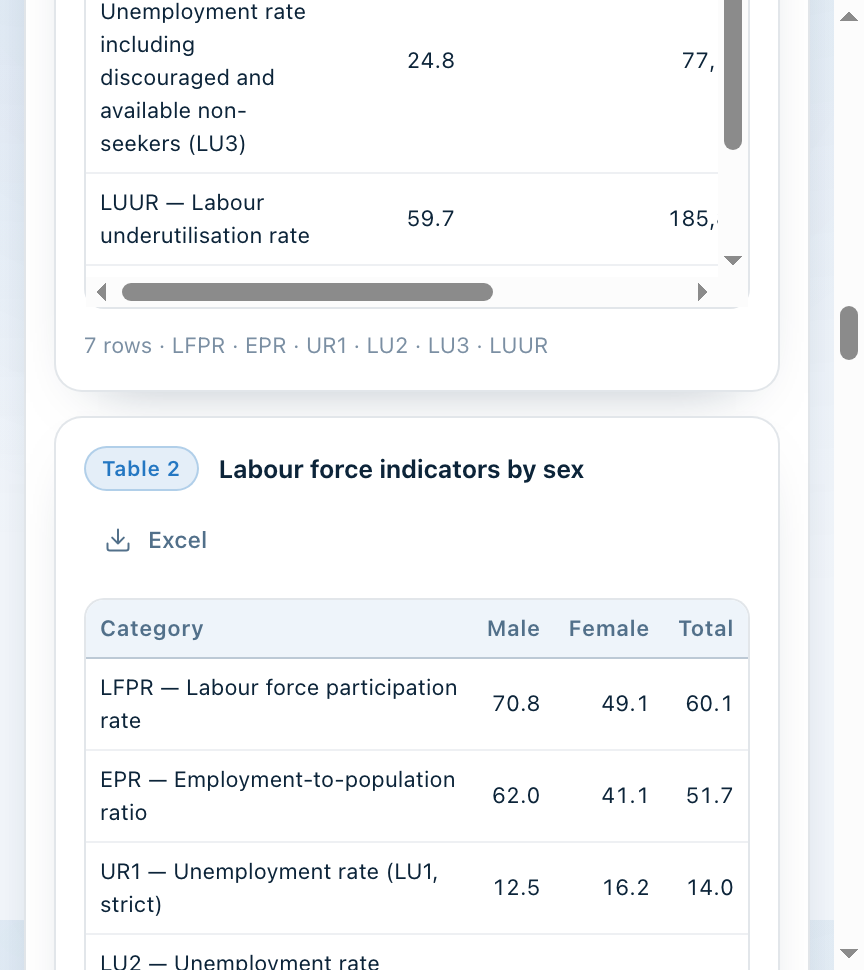 Unemployment rate
including
discouraged and
available non-
seekers (LU3)
24.8
77,
LUUR — Labour
underutilisation rate
59.7
185,
7 rows · LFPR · EPR · UR1 · LU2 · LU3 · LUUR
Table 2
Labour force indicators by sex
Excel
Category Male Female Total
LFPR — Labour force participation
rate
70.8 49.1 60.1
EPR — Employment-to-population
ratio
62.0 41.1 51.7
UR1 — Unemployment rate (LU1,
strict)
12.5 16.2 14.0
LU2 — Unemployment rate